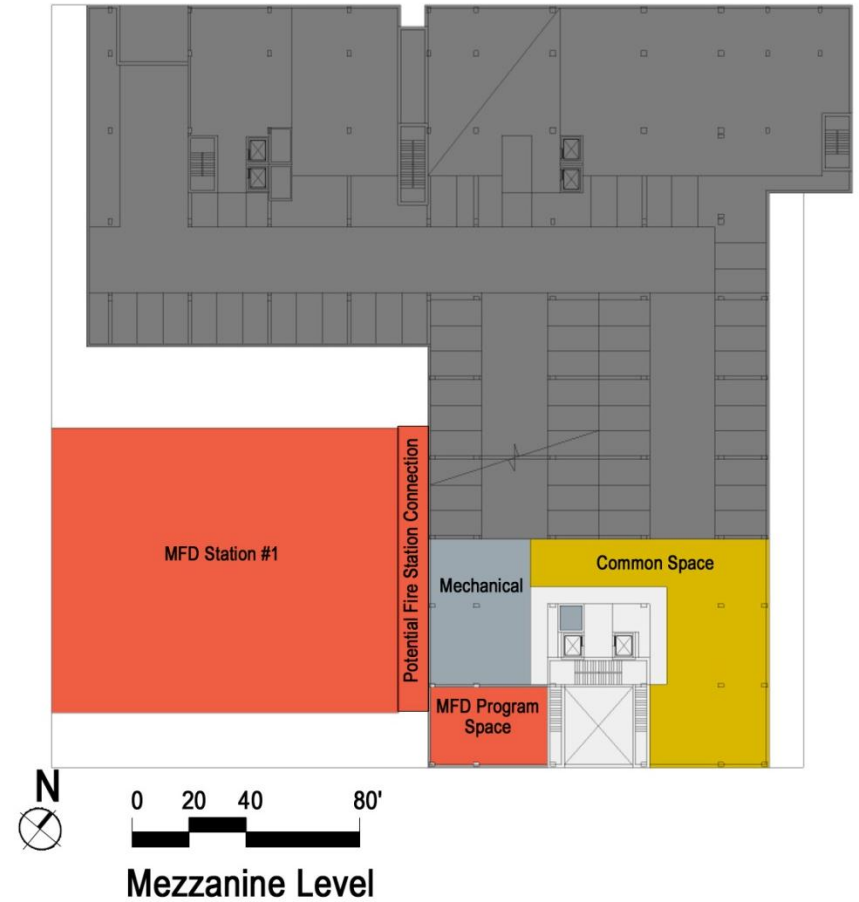 Potential Fire Station Connection
MFD Station #1
Common Space
Mechanical
MFD Program
Space
N
0 20 40 80'
Mezzanine Level